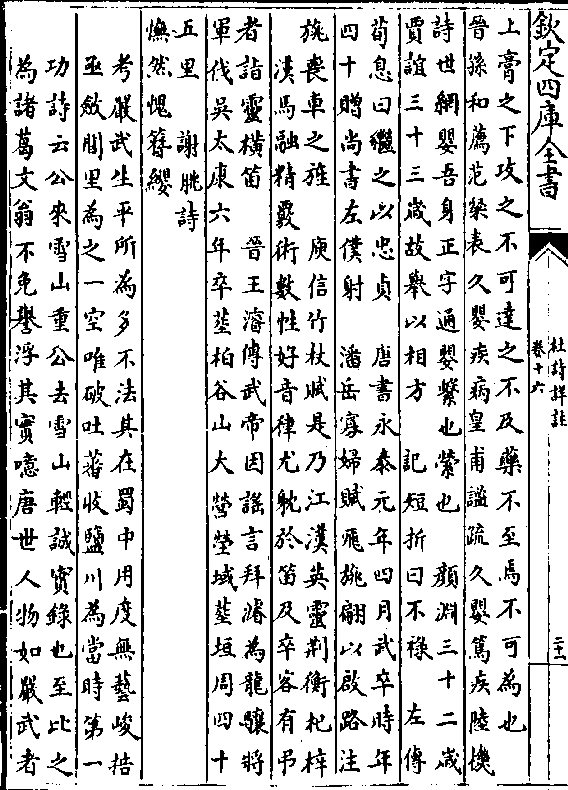 欽定四庫全書
杜詩詳註
卷十六
二十
上膏之下攻之不可達之不及藥不至焉不可為也
晉孫和薦范粲表久嬰疾病皇甫謐疏久嬰篤疾陸機
詩世網嬰吾身正字通嬰縈也縈也 顔淵三十二歲
賈誼三十三歲故舉以相方 記短折曰不祿 左傳
荀息曰繼之以忠貞 唐書永泰元年四月武卒時年
四十贈尚書左僕射 潘岳寡婦賦飛旐翩以啟路注
旐喪車之旌 庾信竹杖賦是乃江漢英靈荆衡杞梓
漢馬融精覈術數性好音律尤躭於笛及卒客有弔
者詣靈橫笛 晉王濬傳武帝因謡言拜濬為龍驤將
軍伐吳太康六年卒塟柏谷山大營塋域塟垣周四十
五里 謝朓詩
憮然愧簪纓
考嚴武生平所為多不法其在蜀中用度無藝峻掊
亟斂閭里為之一空唯破吐蕃收鹽川為當時第一
功詩云公來雪山重公去雪山輕誠實錄也至比之
為諸葛文翁不免譽浮其實噫唐世人物如嚴武者